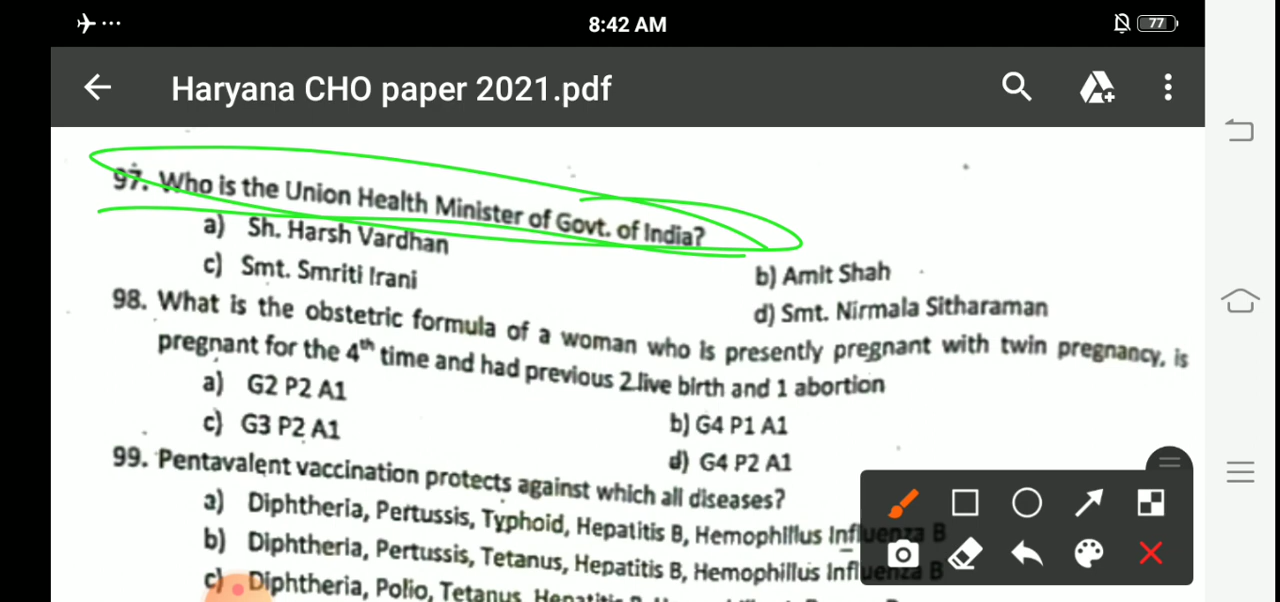 8:42 AM
77
Haryana CHO paper 2021.pdf
97. Who is the Union Health Minister of Govt. of India?
a) Sh. Harsh Vardhan
b) Amit Shah
c) Smt. Smriti Irani
d) Smt. Nirmala Sitharaman
98. What is the obstetric formula of a woman who is presently pregnant with twin pregnancy, is
pregnant for the 4th time and had previous 2 live birth and 1 abortion
a) G2 P2 A1
b) G4 P1 A1
c) G3 P2 A1
d) G4 P2 A1
99. Pentavalent vaccination protects against which all diseases?
a) Diphtheria, Pertussis, Typhoid, Hepatitis B, Hemophillus Influenza B
b) Diphtheria, Pertussis, Tetanus, Hepatitis B, Hemophillus Influenza B
c) Diphtheria, Polio, Tetanus